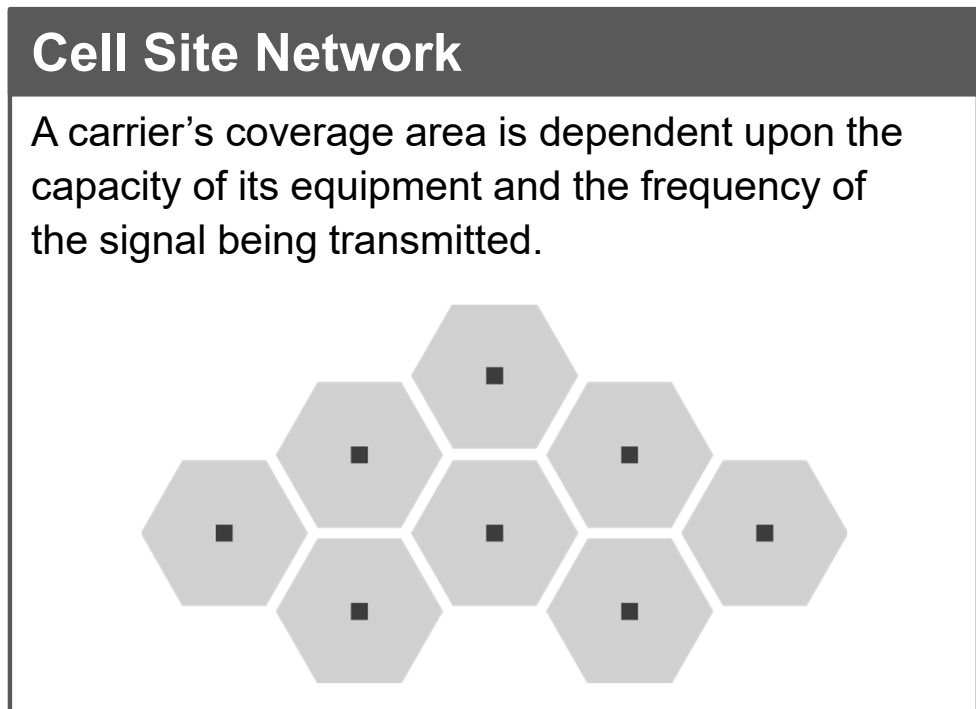 Cell Site Network
A carrier’s coverage area is dependent upon the
capacity of its equipment and the frequency of
the signal being transmitted.